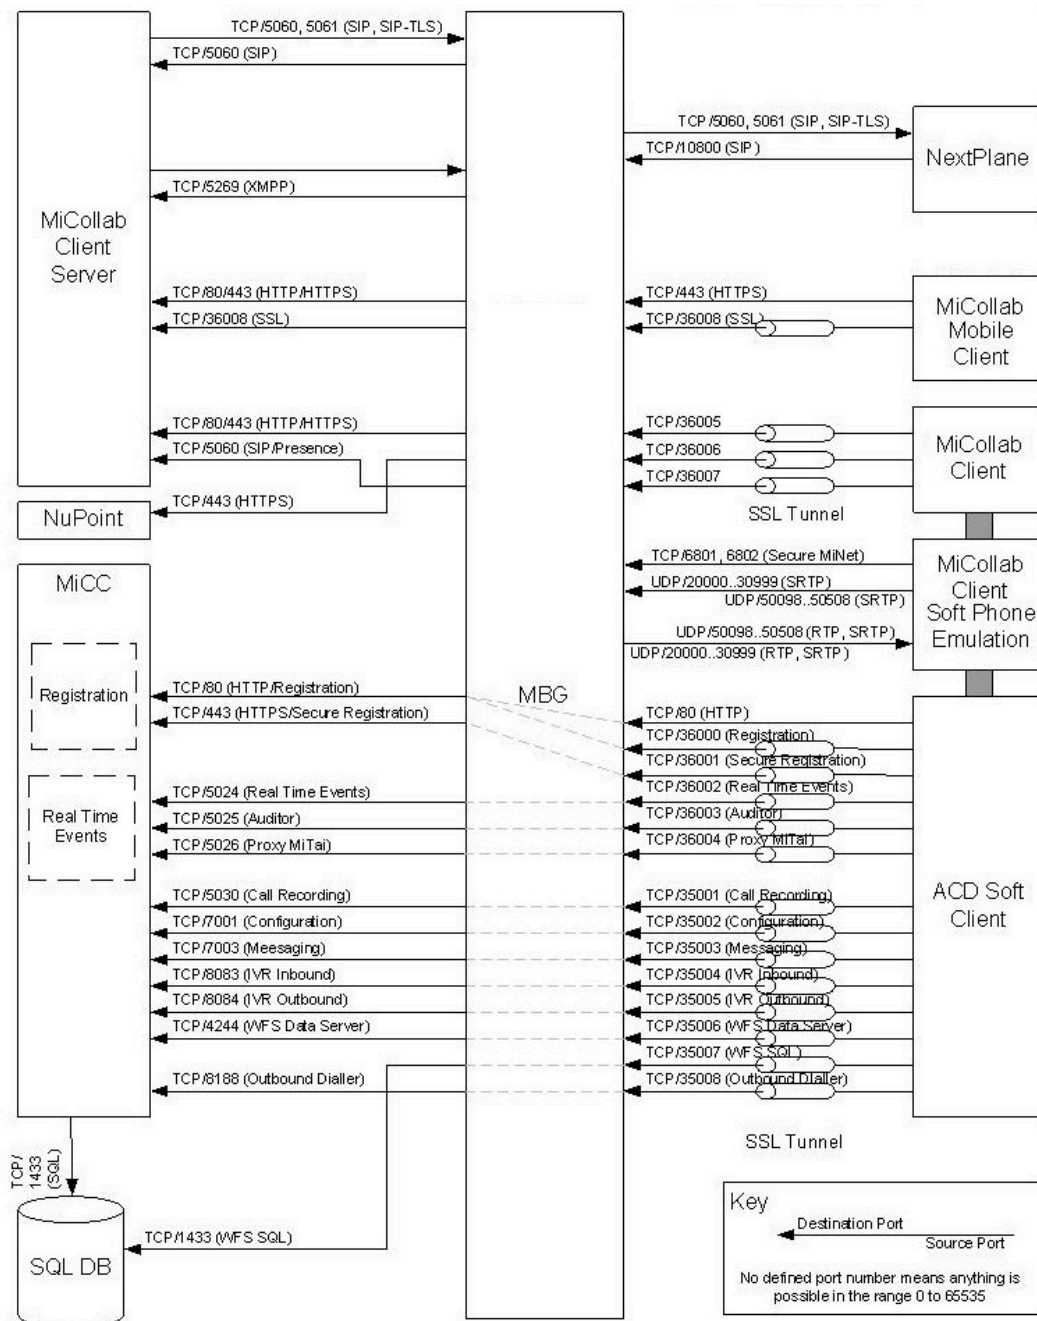 TCP/5060, 5061 (SIP, SIP-TLS)
TCP/5060 (SIP)
TCP/5060, 5061 (SIP, SIP-TLS)
TCP/10800 (SIP)
NextPlane
TCP/5269 (XMPP)
MiCollab
Client
Server
TCP/80/443 (HTTP/HTTPS)
TCP/36008 (SSL)
TCP/443 (HTTPS)
TCP/36008 (SSL)
MiCollab
Mobile
Client
TCP/80/443 (HTTP/HTTPS)
TCP/5060 (SIP/Presence)
TCP/36005
TCP/36006
TCP/36007
SSL Tunnel
MiCollab
Client
NuPoint
TCP/443 (HTTPS)
TCP/6801, 6802 (Secure MiNet)
UDP/20000..30999 (SRTP)
UDP/50098..50508 (SRTP)
UDP/50098..50508 (RTP, SRTP)
UDP/20000..30999 (RTP, SRTP)
MiCollab
Client
Soft Phone
Emulation
MiCC
Registration
Real Time
Events
TCP/80 (HTTP/Registration)
TCP/443 (HTTPS/Secure Registration)
MBG
TCP/80 (HTTP)
TCP/36000 (Registration)
TCP/36001 (Secure Registration)
TCP/5024 (Real Time Events)
TCP/36002 (Real Time Events)
TCP/5025 (Auditor)
TCP/36003 (Auditor)
TCP/5026 (Proxy MiTai)
TCP/36004 (Proxy MiTai)
TCP/5030 (Call Recording)
TCP/35001 (Call Recording)
TCP/7001 (Configuration)
TCP/35002 (Configuration)
TCP/7003 (Meesaging)
TCP/35003 (Messaging)
TCP/8083 (IVR Inbound)
TCP/35004 (IVR Inbound)
TCP/8084 (IVR Outbound)
TCP/35005 (IVR Outbound)
TCP/4244 (WFS Data Server)
TCP/35006 (WFS Data Server)
TCP/35007 (WFS SQL)
TCP/8188 (Outbound Dialler)
TCP/35008 (Outbound Dialler)
ACD Soft
Client
SSL Tunnel
TCP/
1433
(SQL)
TCP/1433 (WFS SQL)
SQL DB
Key
Destination Port
Source Port
No defined port number means anything is
possible in the range 0 to 65535